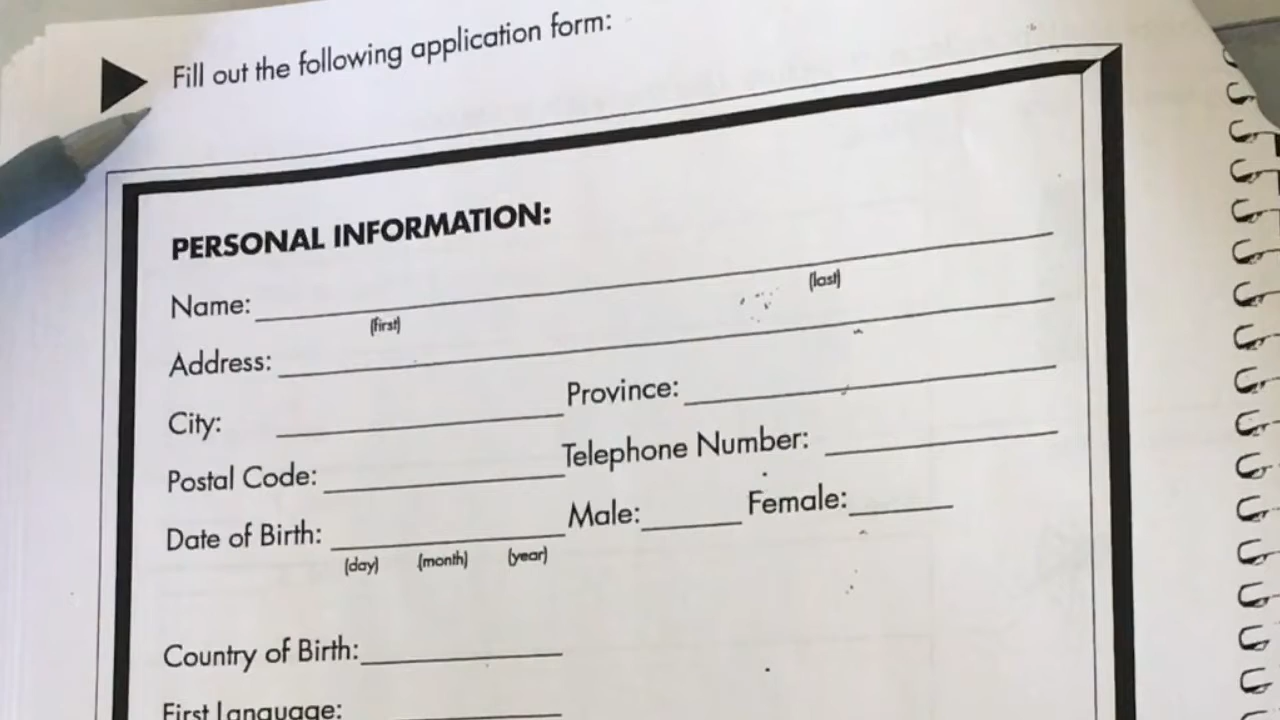 Fill out the following application form:
PERSONAL INFORMATION:
Name:
(first) (last)
Address:
City: Province:
Postal Code: Telephone Number:
Date of Birth: Male: Female:
(day) (month) (year)
Country of Birth:
First Language: